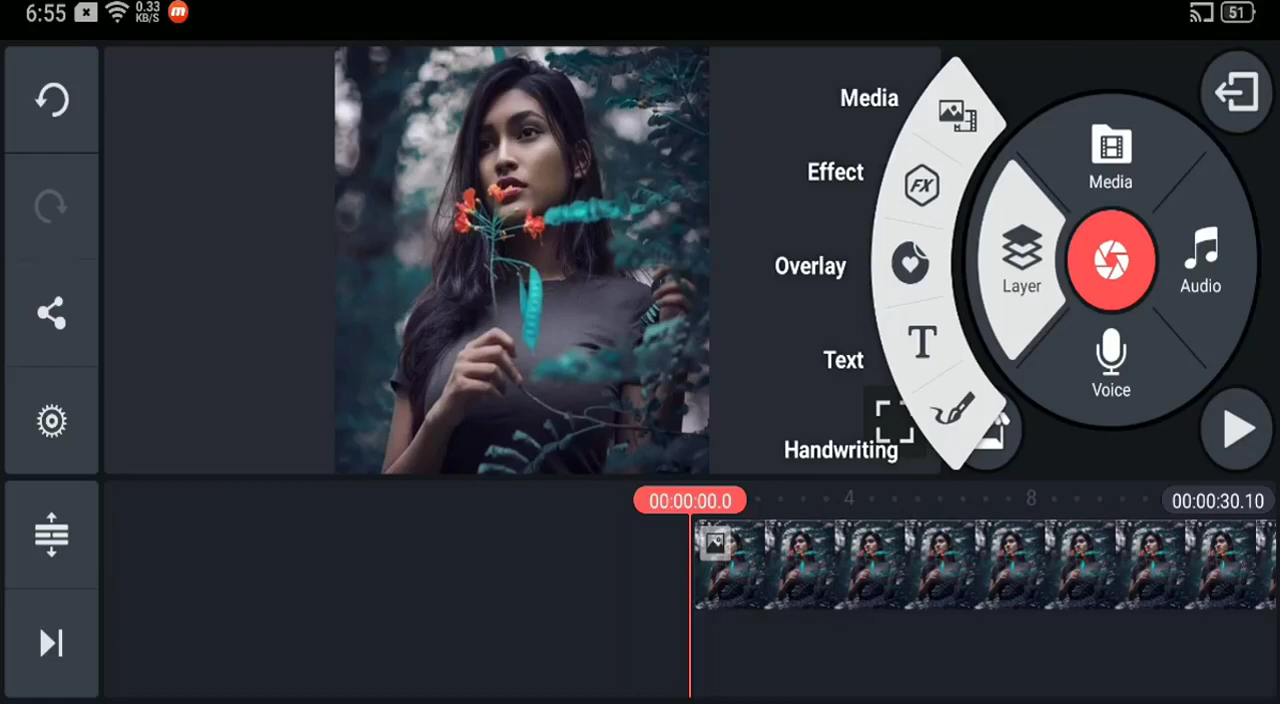 6:55
0.33
KB/S
51
Media
Effect
FX
Overlay
Text
T
Handwriting
Media
Layer
Audio
Voice
00:00:00.0
4
8
00:00:30.10